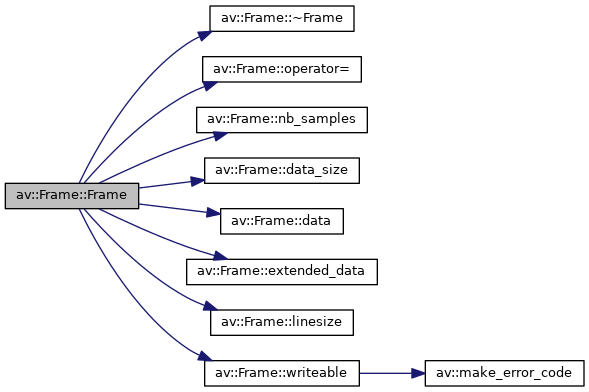 av::Frame::~Frame
av::Frame::operator=
av::Frame::nb_samples
av::Frame::data_size
av::Frame::Frame
av::Frame::data
av::Frame::extended_data
av::Frame::linesize
av::Frame::writeable
av::make_error_code